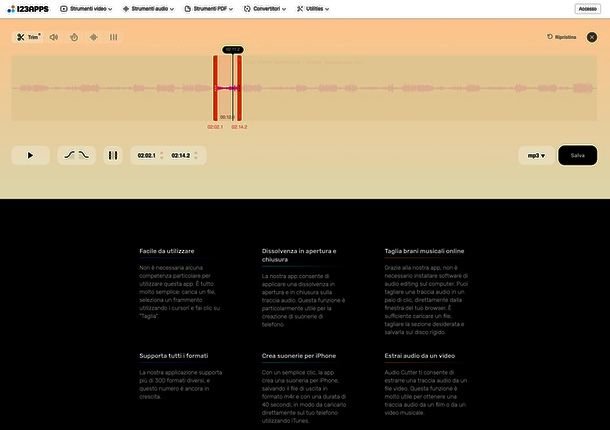 123APPS Strumenti video Strumenti audio Strumenti PDF Convertitori Utilities Accesso
Trim Ripristina
02:11.2
00:12.0
02:02.1 02:14.2
02:02.1 02:14.2 mp3 Salva
Facile da utilizzare
Non è necessaria alcuna
competenza particolare per
utilizzare questa app. È tutto
molto semplice: carica un file,
seleziona un frammento
utilizzando i cursori e fai clic su
"Taglia".
Dissolvenza in apertura e
chiusura
La nostra app consente di
applicare una dissolvenza in
apertura e in chiusura sulla
traccia audio. Questa funzione è
particolarmente utile per la
creazione di suonerie di
telefono.
Taglia brani musicali online
Grazie alla nostra app, non è
necessario installare software di
audio editing sul computer. Puoi
tagliare una traccia audio in un
paio di clic, direttamente dalla
finestra del tuo browser. È
sufficiente caricare un file,
tagliare la sezione desiderata e
salvarla sul disco rigido.
Supporta tutti i formati
La nostra applicazione supporta
più di 300 formati diversi, e
questo numero è ancora in
crescita.
Crea suonerie per iPhone
Con un semplice clic, la app
crea una suoneria per iPhone,
salvando il file di uscita in
formato m4r e con una durata di
40 secondi, in modo da caricarlo
direttamente sul tuo telefono
utilizzando iTunes.
Estrai audio da un video
Audio Cutter ti consente di
estrarre una traccia audio da un
file video. Questa funzione è
molto utile per ottenere una
traccia audio da un film o da un
video musicale.